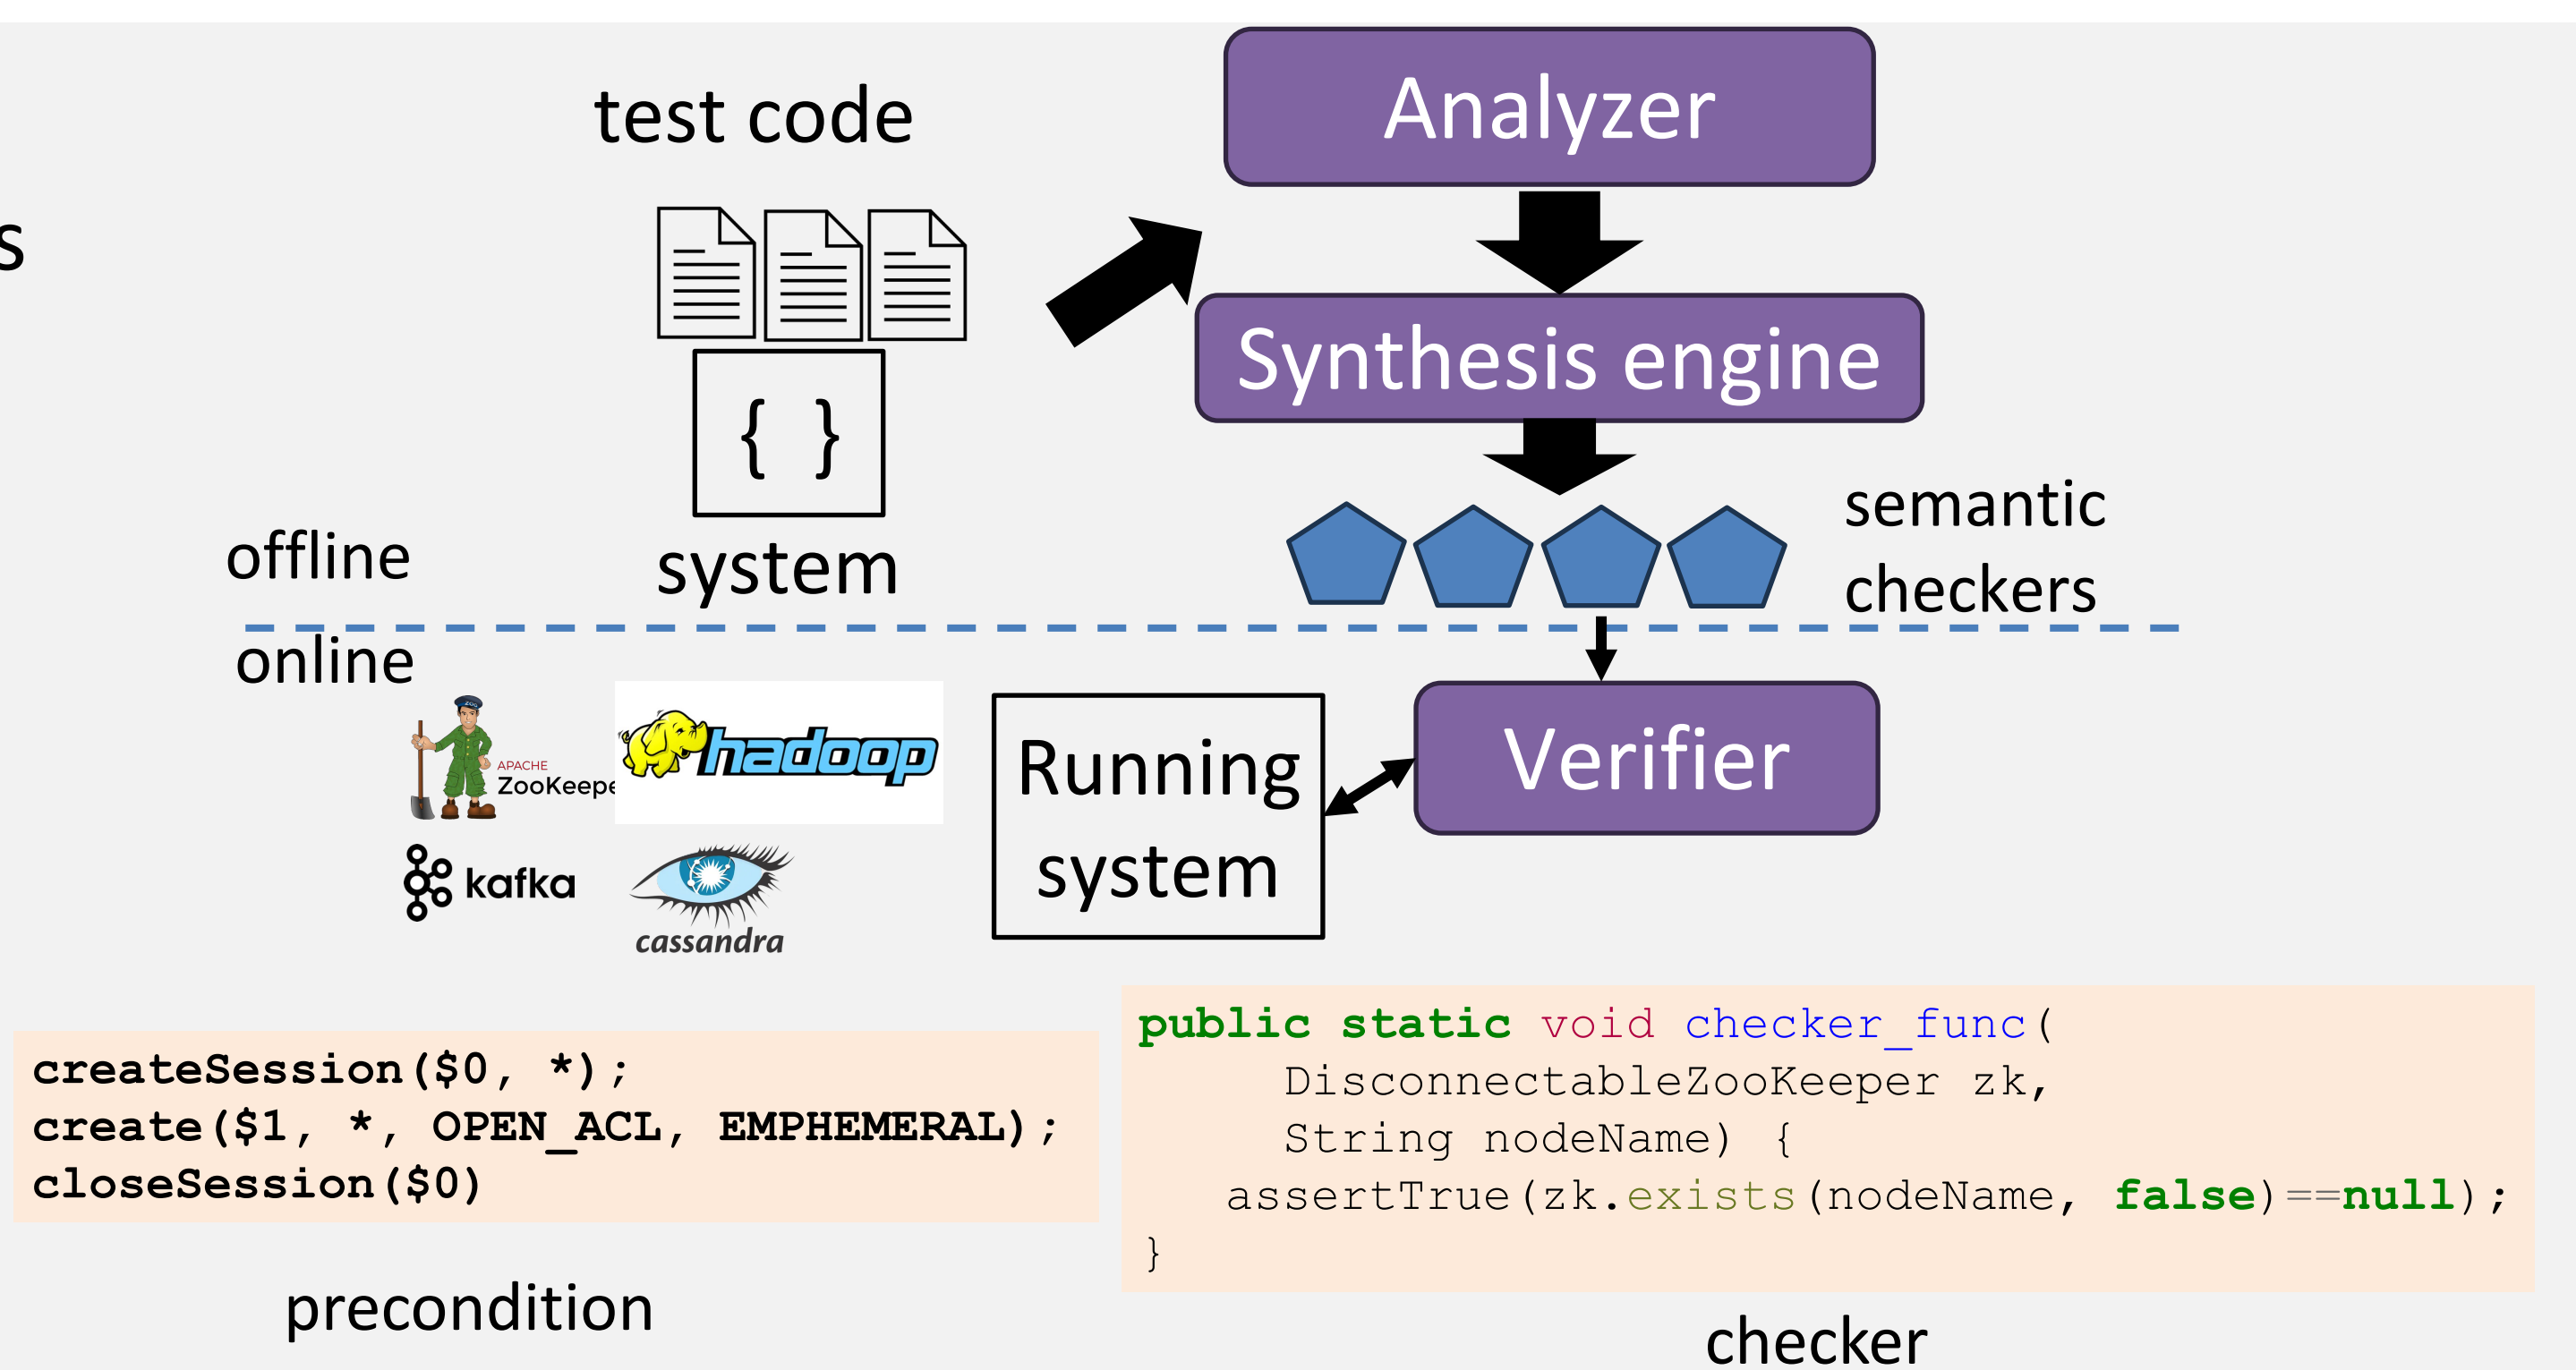 test code
Analyzer
s
Synthesis engine
{ }
system
semantic
checkers
offline
online
APACHE
ZooKeepe
hadoop
kafka
cassandra
Running
system
Verifier
createSession($0, *);
create($1, *, OPEN_ACL, EMPHEMERAL);
closeSession($0)
precondition
public static void checker_func(
DisconnectableZooKeeper zk,
String nodeName) {
assertTrue(zk.exists(nodeName, false)==null);
}
checker